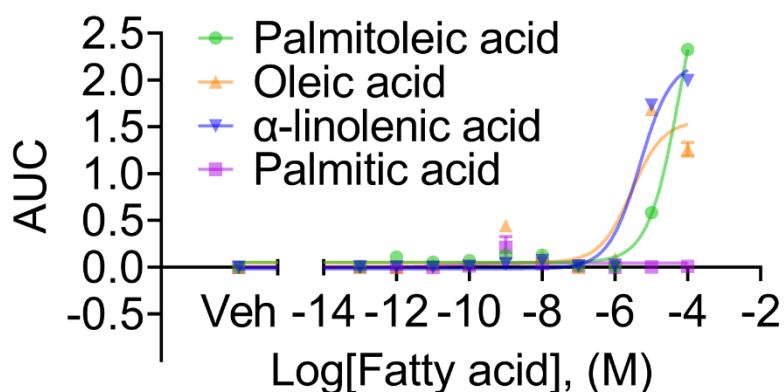 AUC
2.5
2.0
1.5
1.0
0.5
0.0
-0.5
Palmitoleic acid
Oleic acid
α-linolenic acid
Palmitic acid
Veh -14 -12 -10 -8 -6 -4 -2
Log[Fatty acid], (M)